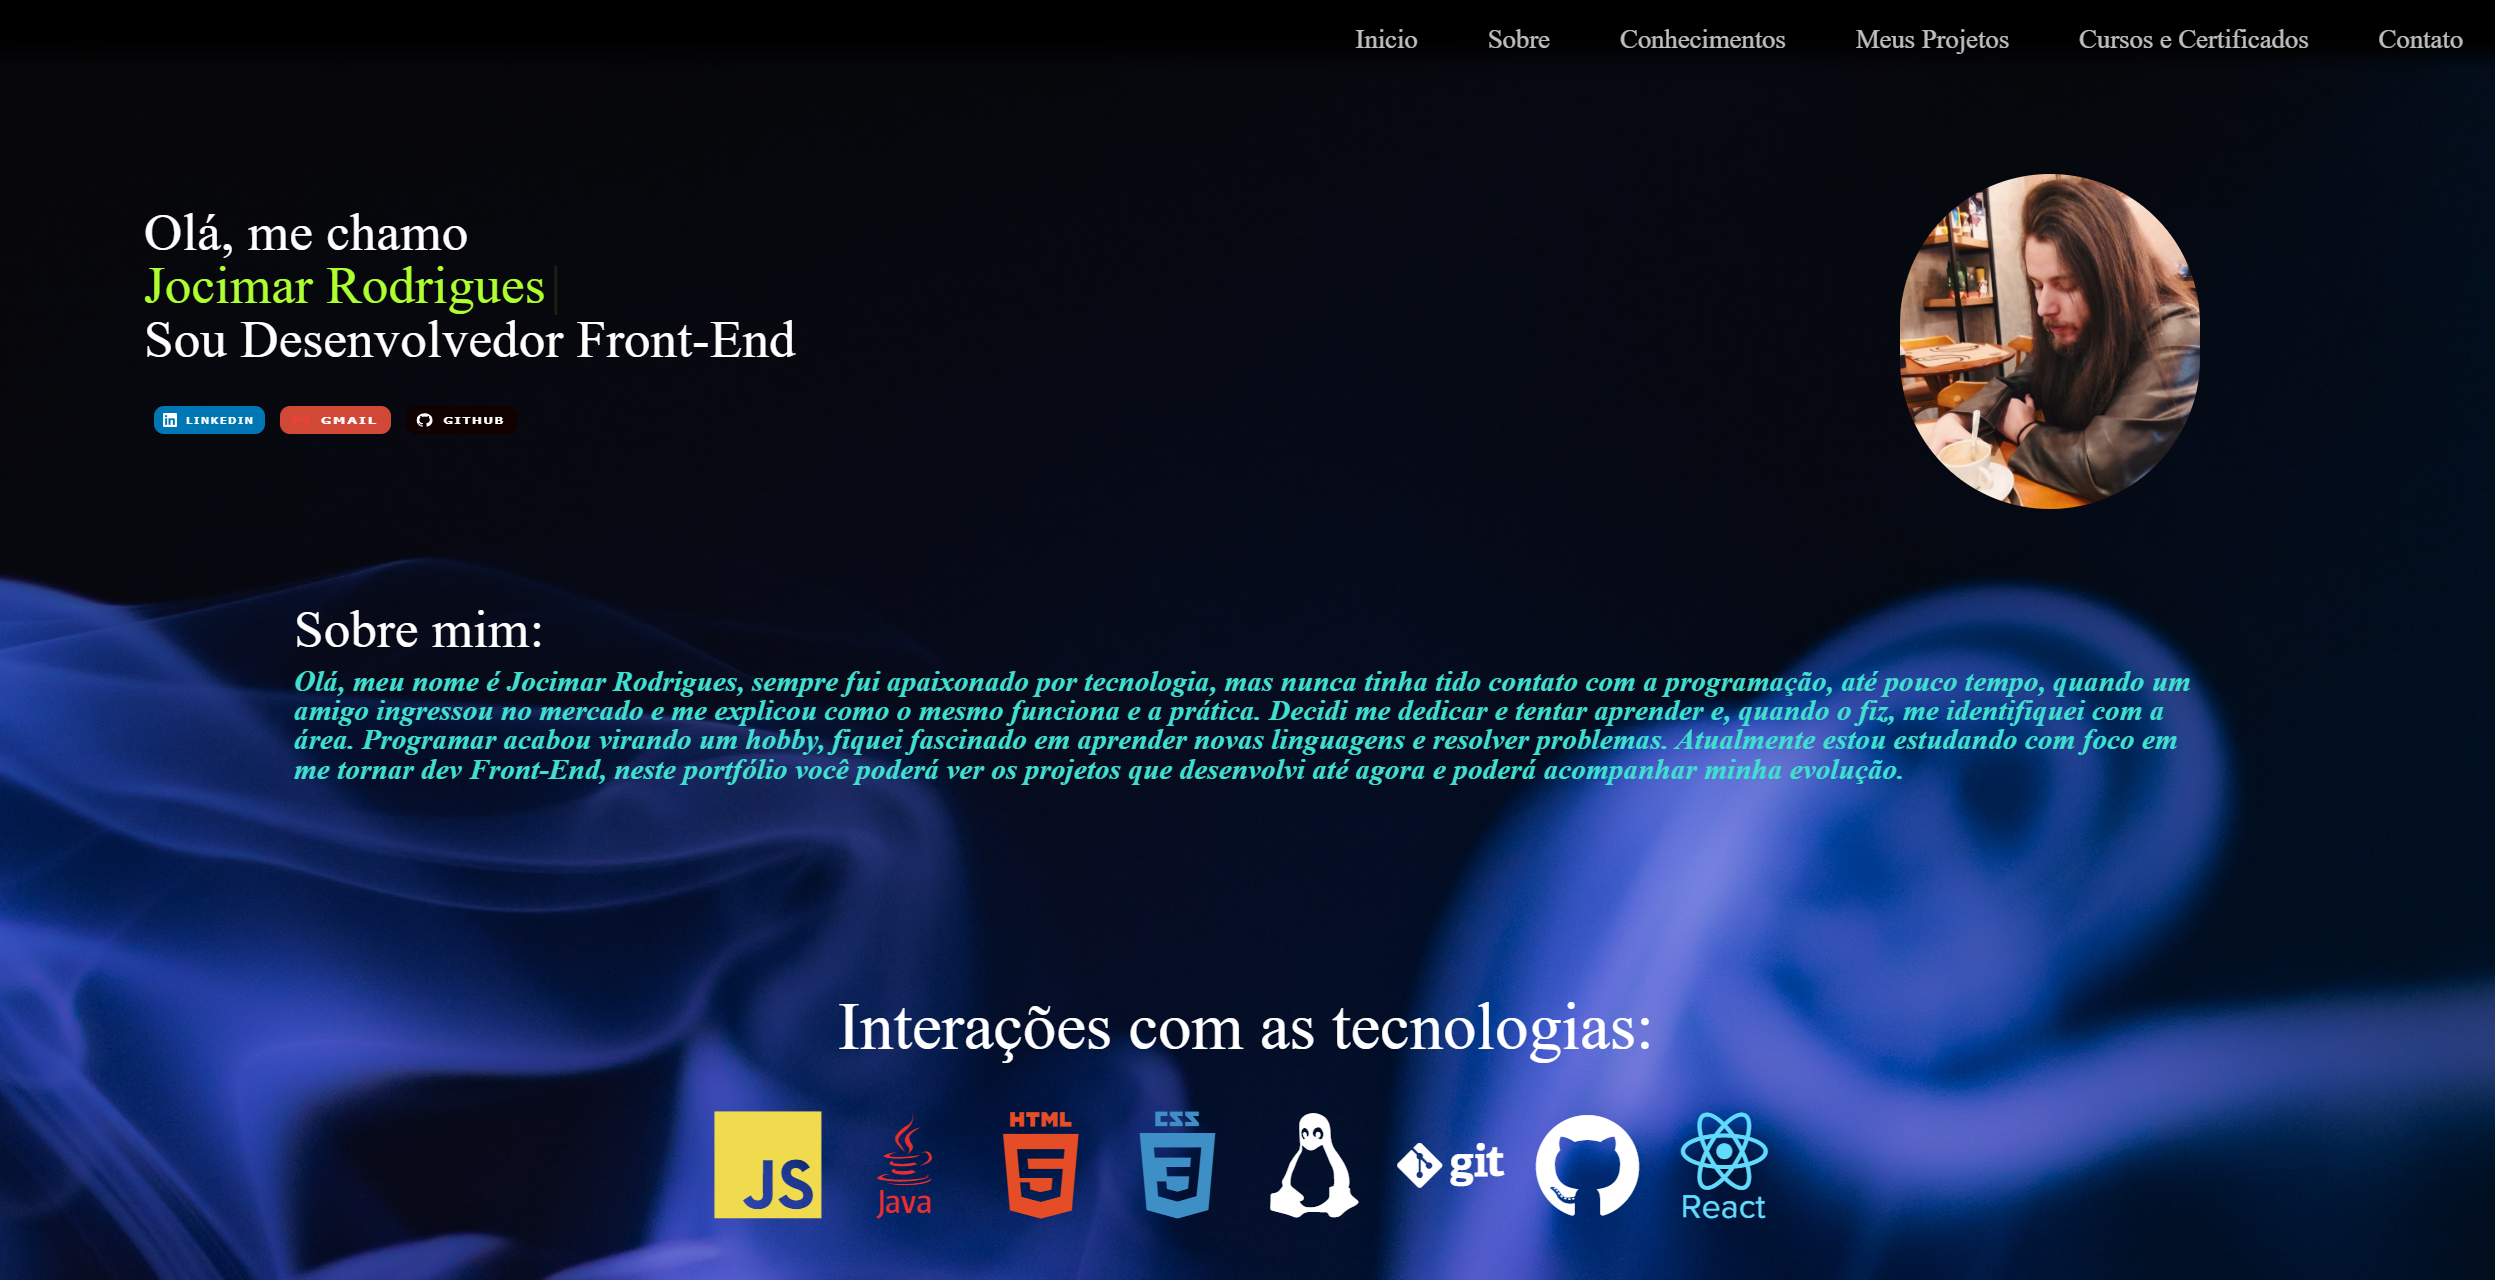 Inicio Sobre Conhecimentos Meus Projetos Cursos e Certificados Contato
Olá, me chamo
Jocimar Rodrigues
Sou Desenvolvedor Front-End
LINKEDIN GMAIL GITHUB
Sobre mim:
Olá, meu nome é Jocimar Rodrigues, sempre fui apaixonado por tecnologia, mas nunca tinha tido contato com a programação, até pouco tempo, quando um
amigo ingressou no mercado e me explicou como o mesmo funciona e a prática. Decidi me dedicar e tentar aprender e, quando o fiz, me identifiquei com a
área. Programar acabou virando um hobby, fiquei fascinado em aprender novas linguagens e resolver problemas. Atualmente estou estudando com foco em
me tornar dev Front-End, neste portfólio você poderá ver os projetos que desenvolvi até agora e poderá acompanhar minha evolução.
Interações com as tecnologias:
JS Java HTML 5 CSS 3 git React